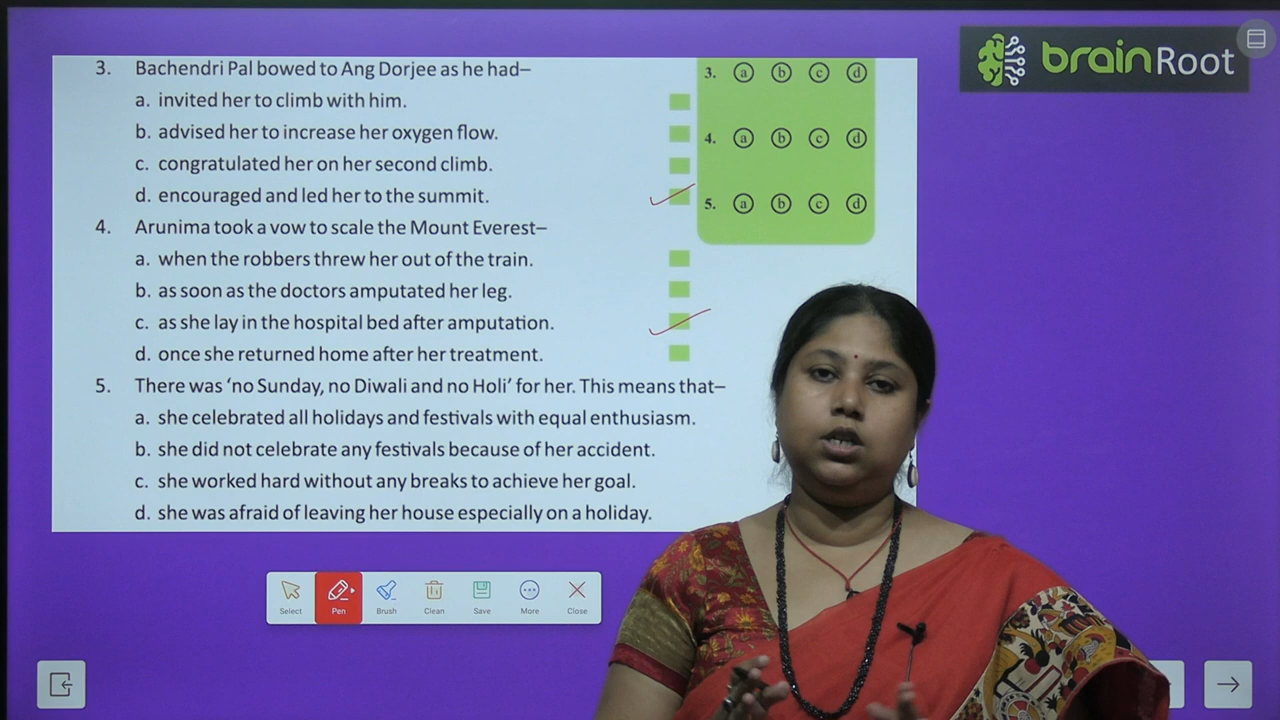 brainRoot
3. Bachendri Pal bowed to Ang Dorjee as he had–
a. invited her to climb with him.
b. advised her to increase her oxygen flow.
c. congratulated her on her second climb.
d. encouraged and led her to the summit.
4. Arunima took a vow to scale the Mount Everest–
a. when the robbers threw her out of the train.
b. as soon as the doctors amputated her leg.
c. as she lay in the hospital bed after amputation.
d. once she returned home after her treatment.
5. There was ‘no Sunday, no Diwali and no Holi’ for her. This means that–
a. she celebrated all holidays and festivals with equal enthusiasm.
b. she did not celebrate any festivals because of her accident.
c. she worked hard without any breaks to achieve her goal.
d. she was afraid of leaving her house especially on a holiday.
3. a b c d
4. a b c d
5. a b c d
Select Pen Brush Clean Save More Close